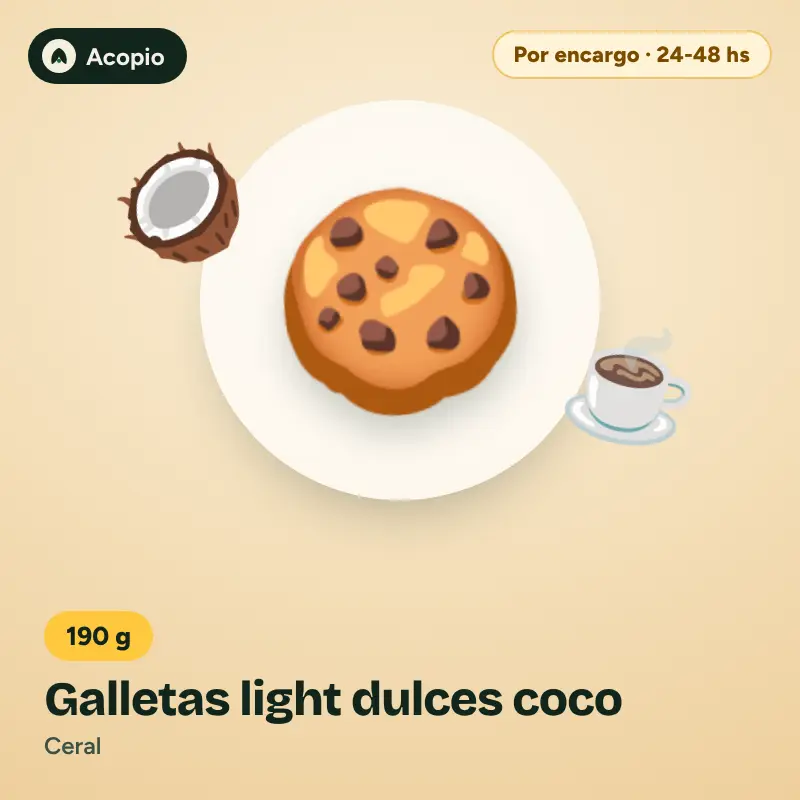 Acopio
Por encargo · 24-48 hs
190 g
Galletas light dulces coco
Ceral